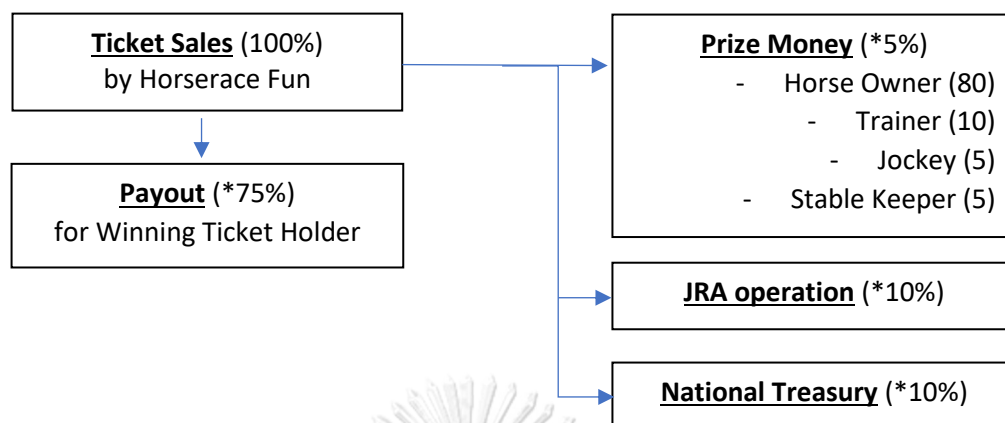 Ticket Sales (100%)
by Horserace Fun
Payout (*75%)
for Winning Ticket Holder
Prize Money (*5%)
- Horse Owner (80)
- Trainer (10)
- Jockey (5)
- Stable Keeper (5)
JRA operation (*10%)
National Treasury (*10%)